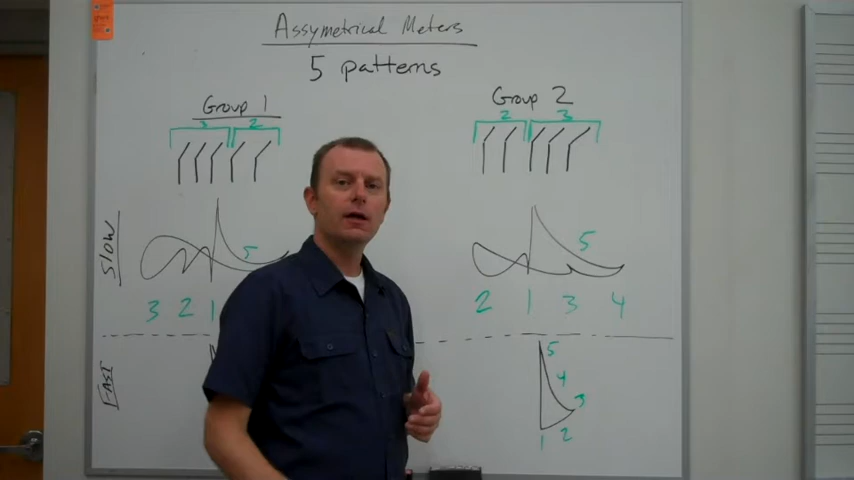 Assymetrical Meters
5 patterns
Group 1
Group 2
3 2
2 3
Slow
5
5
3 2 1
2 1 3 4
Fast
5
4
3
1 2